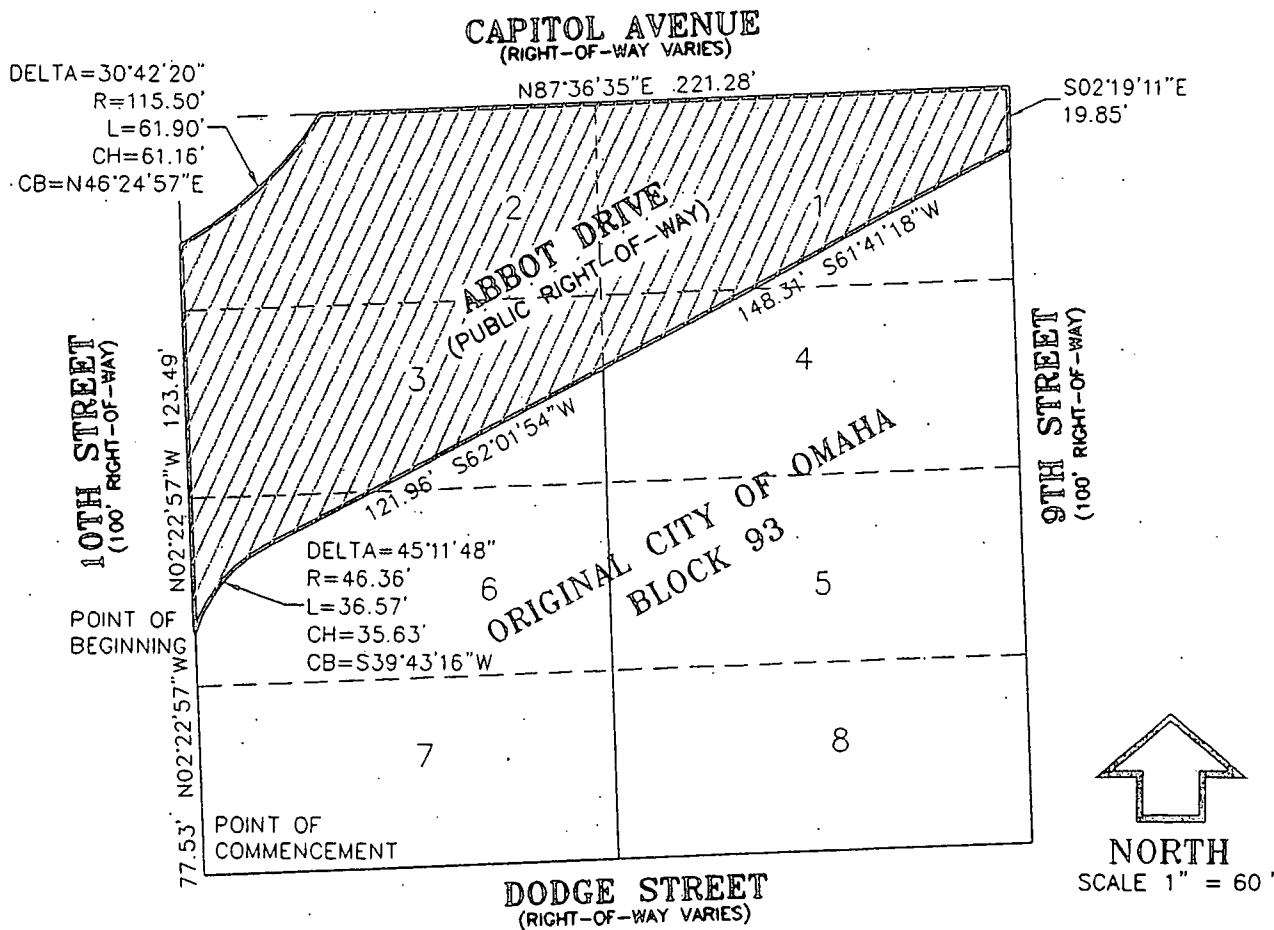 CAPITOL AVENUE
(RIGHT-OF-WAY VARIES)
DELTA=30°42'20"
R=115.50'
L=61.90'
CH=61.16'
CB=N46°24'57"E
N87°36'35"E 221.28'
S02°19'11"E
19.85'
2
1
ABBOT DRIVE
(PUBLIC RIGHT-OF-WAY)
148.31' S61°41'18"W
10TH STREET
(100' RIGHT-OF-WAY)
N02°22'57"W 123.49'
3
4
9TH STREET
(100' RIGHT-OF-WAY)
121.96' S62°01'54"W
ORIGINAL CITY OF OMAHA
BLOCK 93
DELTA=45°11'48"
R=46.36'
L=36.57'
CH=35.63'
CB=S39°43'16"W
6
5
POINT OF
BEGINNING
77.53' N02°22'57"W
7
8
POINT OF
COMMENCEMENT
DODGE STREET
(RIGHT-OF-WAY VARIES)
NORTH
SCALE 1" = 60'